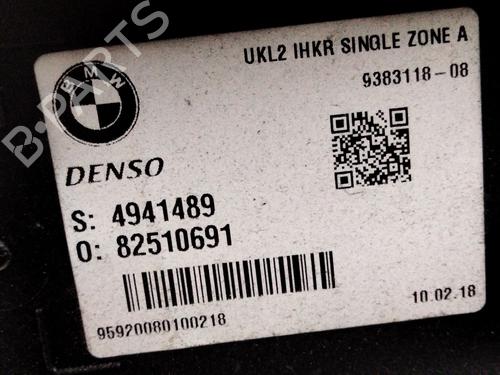 B-PARTS
BMW
UKL2 IHKR SINGLE ZONE A
9383118-08
DENSO
S: 4941489
O: 82510691
95920080100218
10.02.18